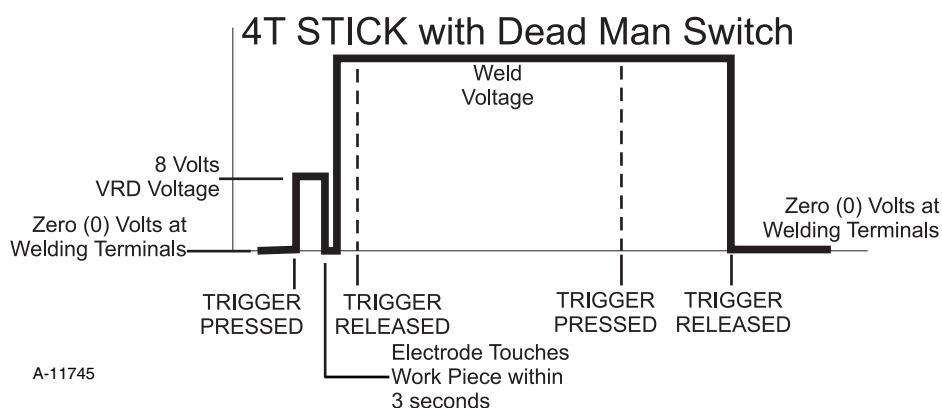 4T STICK with Dead Man Switch
Weld
Voltage
8 Volts
VRD Voltage
Zero (0) Volts at
Welding Terminals
Zero (0) Volts at
Welding Terminals
TRIGGER
PRESSED
TRIGGER
RELEASED
TRIGGER
PRESSED
TRIGGER
RELEASED
Electrode Touches
Work Piece within
3 seconds
A-11745